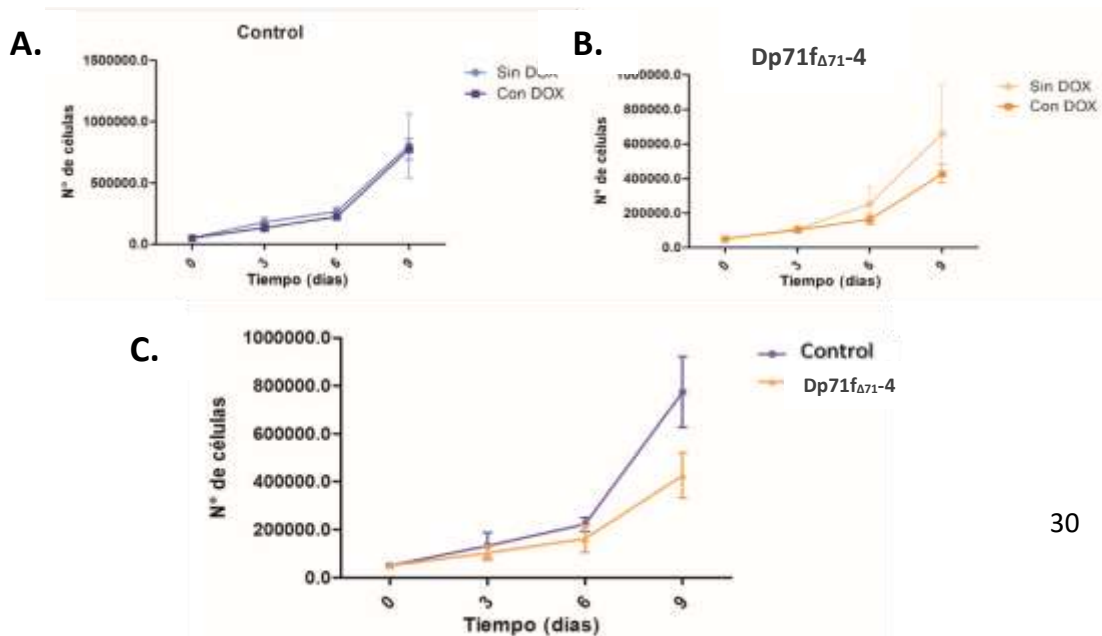 A.
Control
1500000.0
1000000.0
500000.0
0.0
N° de células
0
3
6
9
Tiempo (dias)
Sin DOX
Con DOX
B.
Dp71fΔ71-4
1000000.0
800000.0
600000.0
400000.0
200000.0
0.0
N° de células
0
3
6
9
Tiempo (días)
Sin DOX
Con DOX
C.
1000000.0
800000.0
600000.0
400000.0
200000.0
0.0
N° de células
0
3
6
9
Tiempo (días)
Control
Dp71fΔ71-4
30